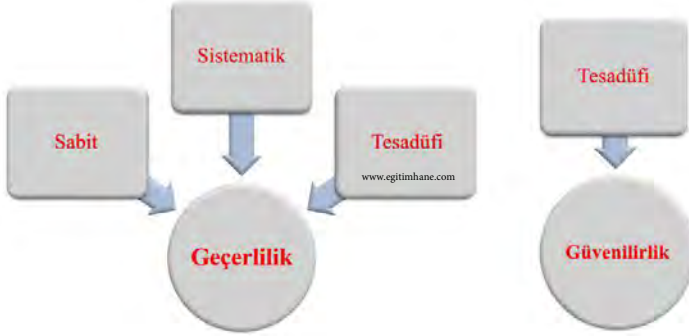 Sistematik
Sabit
Tesadüfi
www.egitimhane.com
Geçerlilik
Tesadüfi
Güvenilirlik